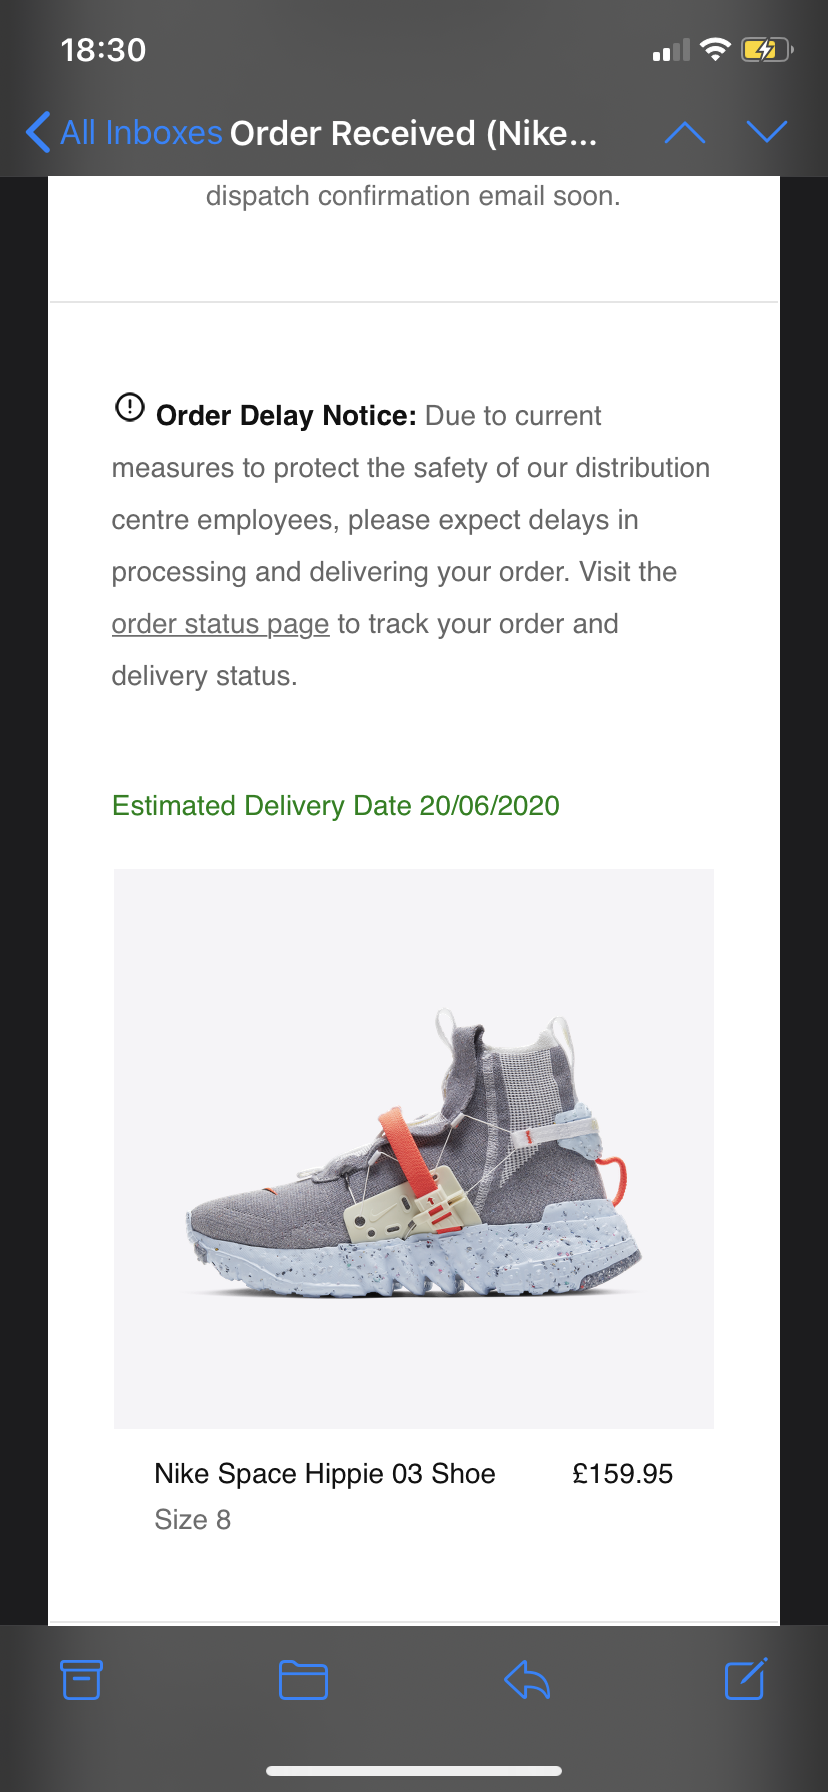 18:30
All Inboxes Order Received (Nike...
dispatch confirmation email soon.
Order Delay Notice: Due to current
measures to protect the safety of our distribution
centre employees, please expect delays in
processing and delivering your order. Visit the
order status page to track your order and
delivery status.
Estimated Delivery Date 20/06/2020
Nike Space Hippie 03 Shoe £159.95
Size 8